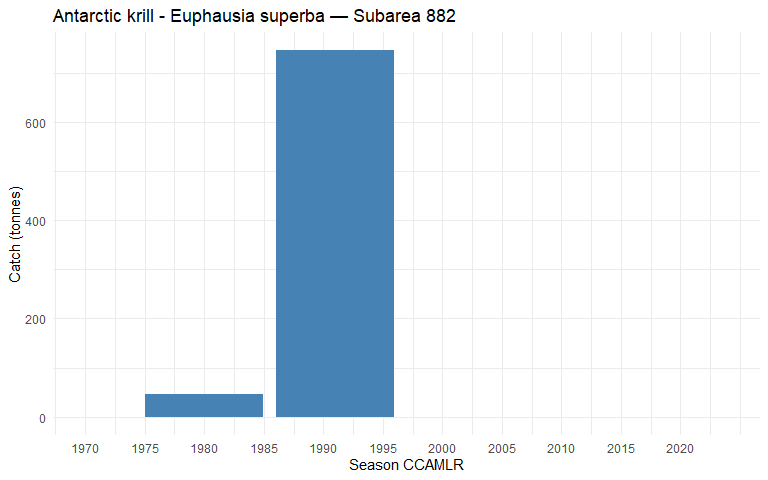 Antarctic krill - Euphausia superba — Subarea 882
Catch (tonnes)
600
400
200
0
1970 1975 1980 1985 1990 1995 2000 2005 2010 2015 2020
Season CCAMLR